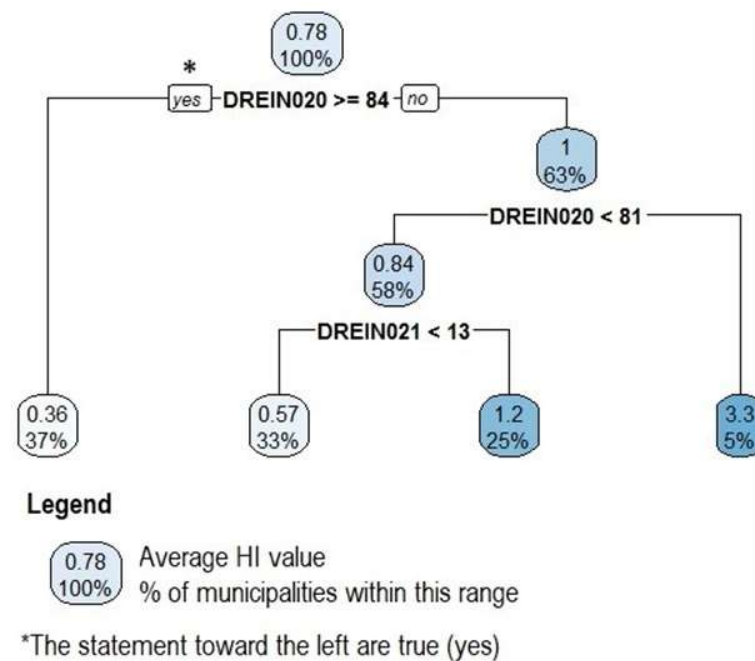 0.78
100%
*
yes DREIN020 >= 84 no
1
63%
DREIN020 < 81
0.84
58%
DREIN021 < 13
0.36
37%
0.57
33%
1.2
25%
3.3
5%
Legend
0.78
100%
Average HI value
% of municipalities within this range
*The statement toward the left are true (yes)